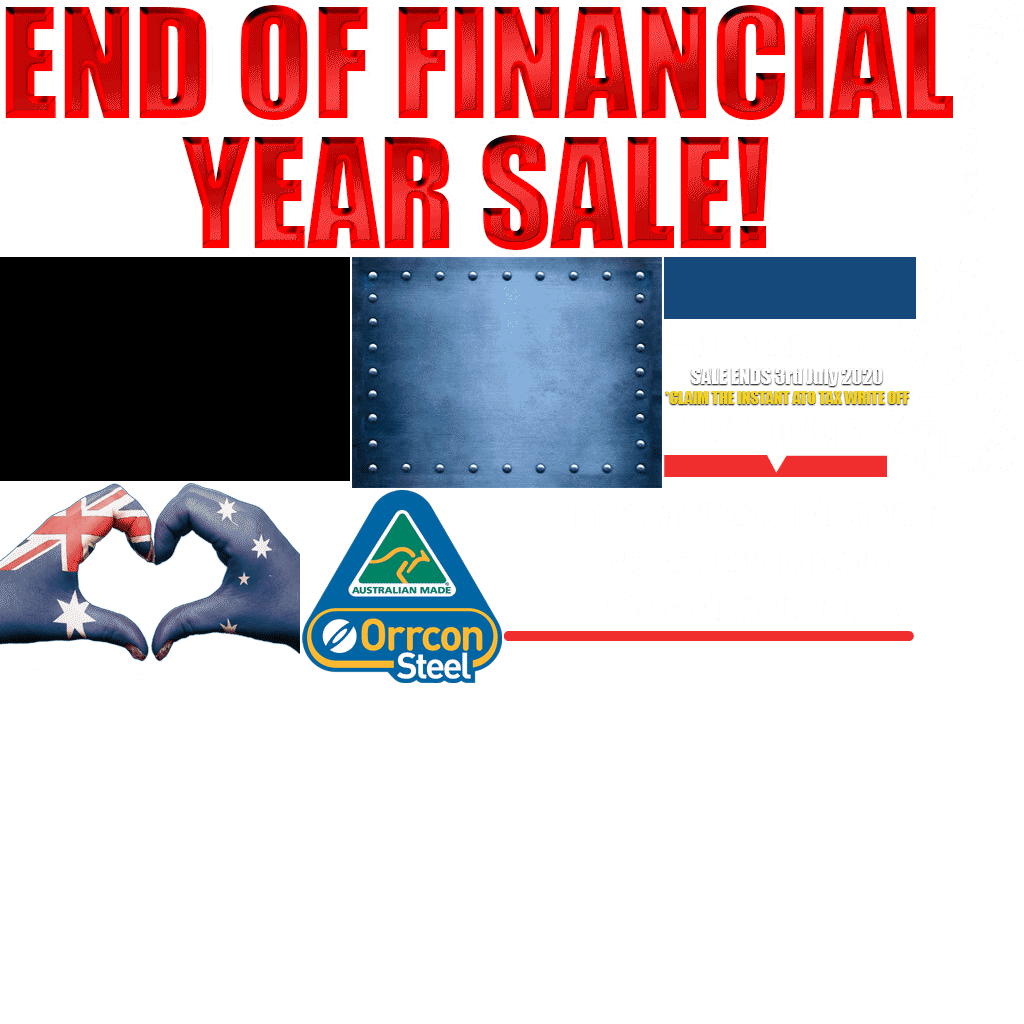 END OF FINANCIAL
YEAR SALE!
SALE ENDS 3rd July 2020
*CLAIM THE INSTANT ATO TAX WRITE OFF
AUSTRALIAN MADE
Orrcon
Steel